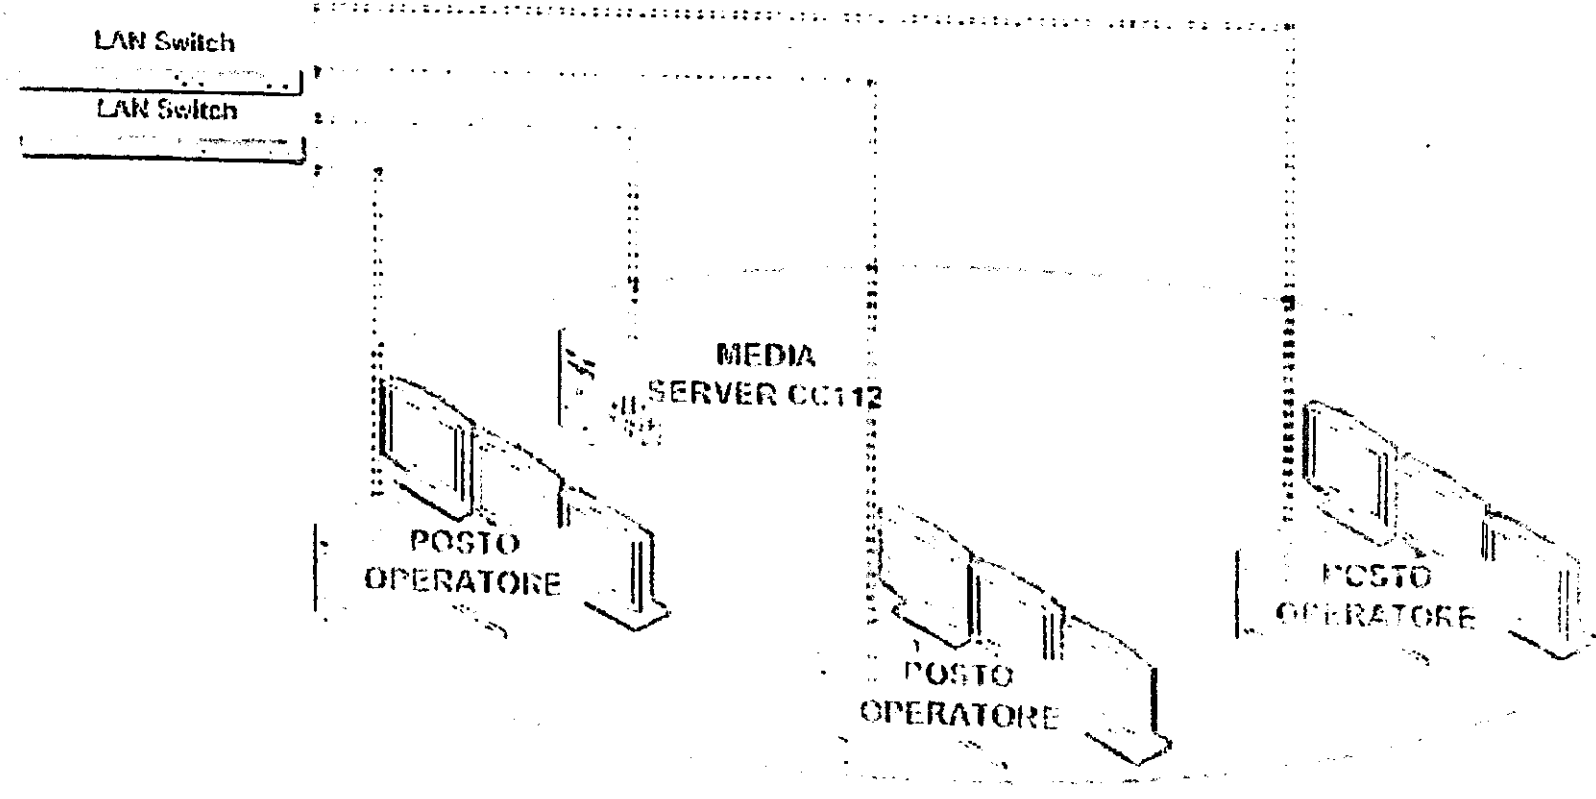 LAN Switch
LAN Switch
MEDIA
SERVER CC112
POSTO
OPERATORE
POSTO
OPERATORE
POSTO
OPERATORE